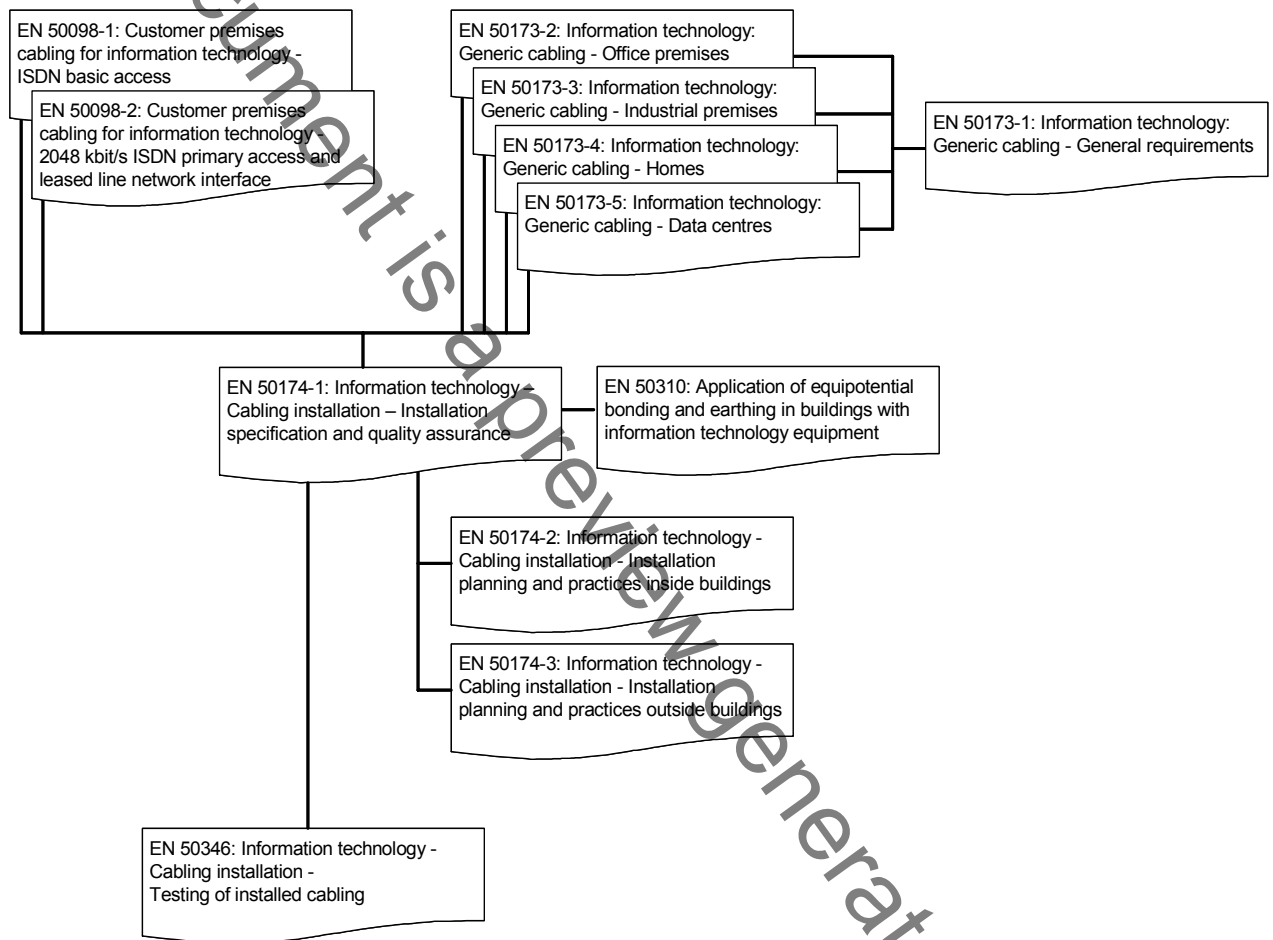 EN 50098-1: Customer premises
cabling for information technology -
ISDN basic access
EN 50098-2: Customer premises
cabling for information technology -
2048 kbit/s ISDN primary access and
leased line network interface
EN 50173-2: Information technology:
Generic cabling - Office premises
EN 50173-3: Information technology:
Generic cabling - Industrial premises
EN 50173-4: Information technology:
Generic cabling - Homes
EN 50173-5: Information technology:
Generic cabling - Data centres
EN 50173-1: Information technology:
Generic cabling - General requirements
EN 50174-1: Information technology –
Cabling installation – Installation
specification and quality assurance
EN 50310: Application of equipotential
bonding and earthing in buildings with
information technology equipment
EN 50174-2: Information technology -
Cabling installation - Installation
planning and practices inside buildings
EN 50174-3: Information technology -
Cabling installation - Installation
planning and practices outside buildings
EN 50346: Information technology -
Cabling installation -
Testing of installed cabling
cument is a preview generat